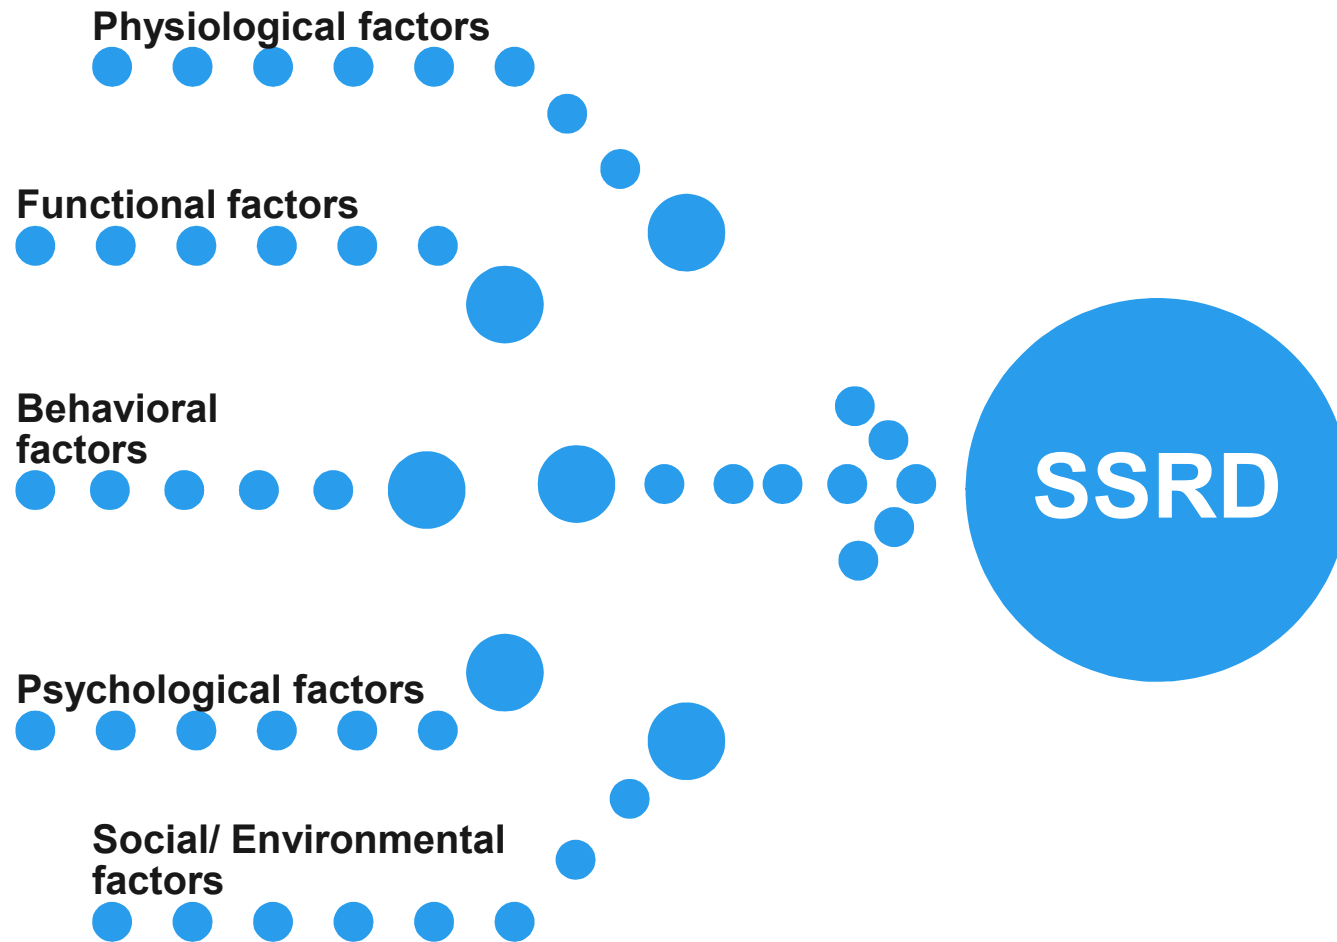 Physiological factors
Functional factors
Behavioral
factors
SSRD
Psychological factors
Social/ Environmental
factors